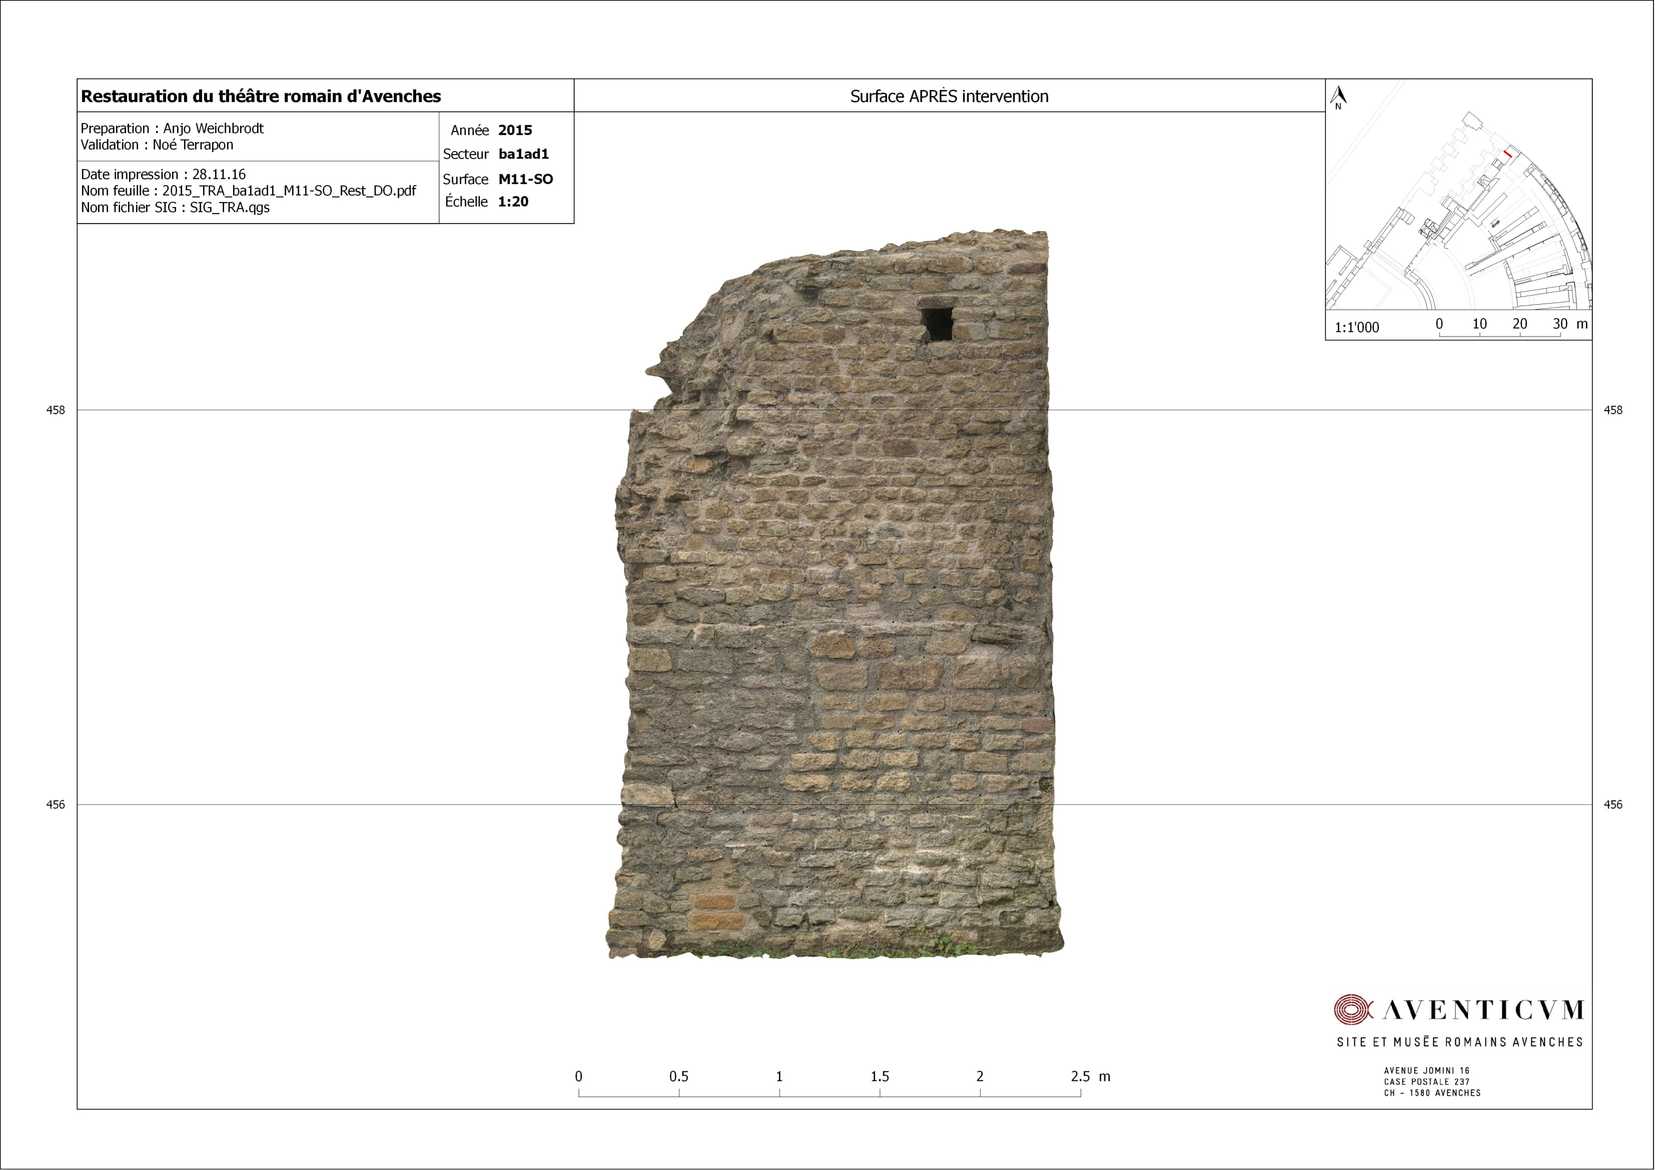 Restauration du théâtre romain d'Avenches
Surface APRÈS intervention
Preparation : Anjo Weichbrodt
Validation : Noé Terrapon
Année 2015
Secteur ba1ad1
Surface M11-SO
Échelle 1:20
Date impression : 28.11.16
Nom feuille : 2015_TRA_ba1ad1_M11-SO_Rest_DO.pdf
Nom fichier SIG : SIG_TRA.qgs
N
1:1'000
0 10 20 30 m
458 458
456 456
0 0.5 1 1.5 2 2.5 m
AVENTICVM
SITE ET MUSÉE ROMAINS AVENCHES
AVENUE JOMINI 16
CASE POSTALE 237
CH – 1580 AVENCHES